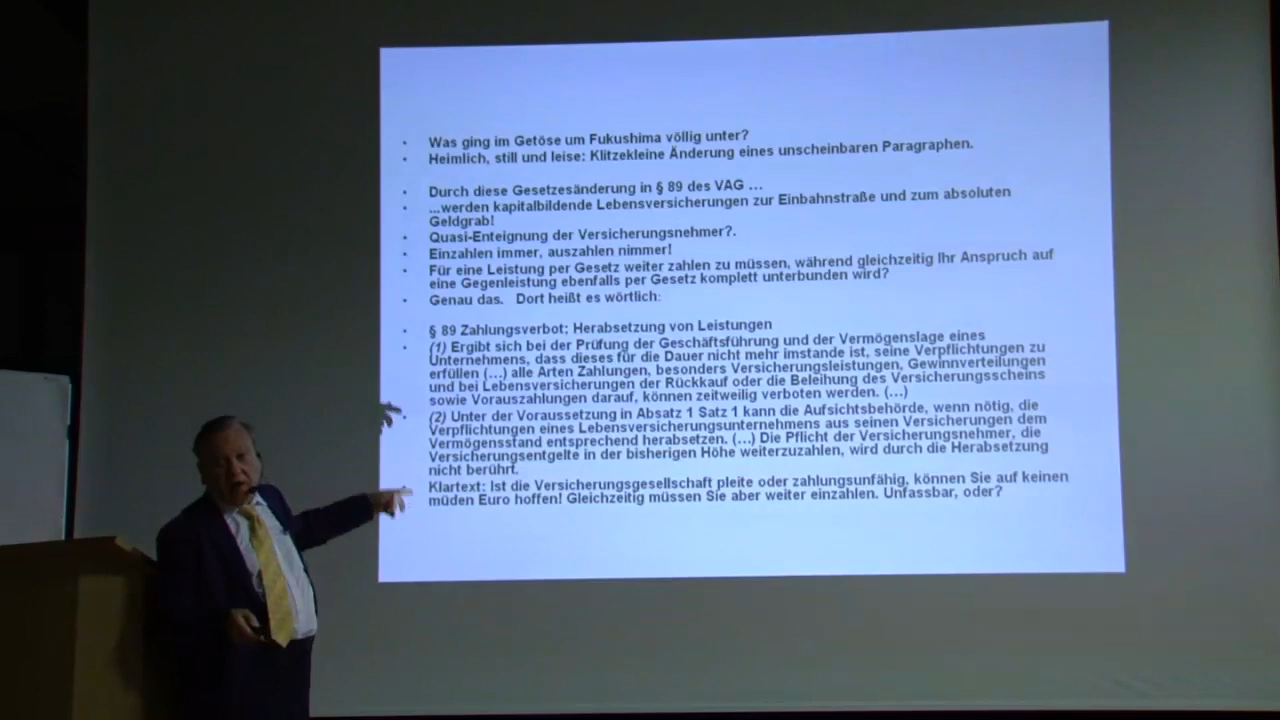 • Was ging im Getöse um Fukushima völlig unter?
• Heimlich, still und leise: Klitzekleine Änderung eines unscheinbaren Paragraphen.
• Durch diese Gesetzesänderung in § 89 des VAG ...
• ...werden kapitalbildende Lebensversicherungen zur Einbahnstraße und zum absoluten
Geldgrab!
• Quasi-Enteignung der Versicherungsnehmer?.
• Einzahlen immer, auszahlen nimmer!
• Für eine Leistung per Gesetz weiter zahlen zu müssen, während gleichzeitig Ihr Anspruch auf
eine Gegenleistung ebenfalls per Gesetz komplett unterbunden wird?
• Genau das. Dort heißt es wörtlich:
• § 89 Zahlungsverbot; Herabsetzung von Leistungen
• (1) Ergibt sich bei der Prüfung der Geschäftsführung und der Vermögenslage eines
Unternehmens, dass dieses für die Dauer nicht mehr imstande ist, seine Verpflichtungen zu
erfüllen (...) alle Arten Zahlungen, besonders Versicherungsleistungen, Gewinnverteilungen
und bei Lebensversicherungen der Rückkauf oder die Beleihung des Versicherungsscheins
sowie Vorauszahlungen darauf, können zeitweilig verboten werden. (...)
• (2) Unter der Voraussetzung in Absatz 1 Satz 1 kann die Aufsichtsbehörde, wenn nötig, die
Verpflichtungen eines Lebensversicherungsunternehmens aus seinen Versicherungen dem
Vermögensstand entsprechend herabsetzen. (...) Die Pflicht der Versicherungsnehmer, die
Versicherungsentgelte in der bisherigen Höhe weiterzuzahlen, wird durch die Herabsetzung
nicht berührt.
Klartext: Ist die Versicherungsgesellschaft pleite oder zahlungsunfähig, können Sie auf keinen
müden Euro hoffen! Gleichzeitig müssen Sie aber weiter einzahlen. Unfassbar, oder?